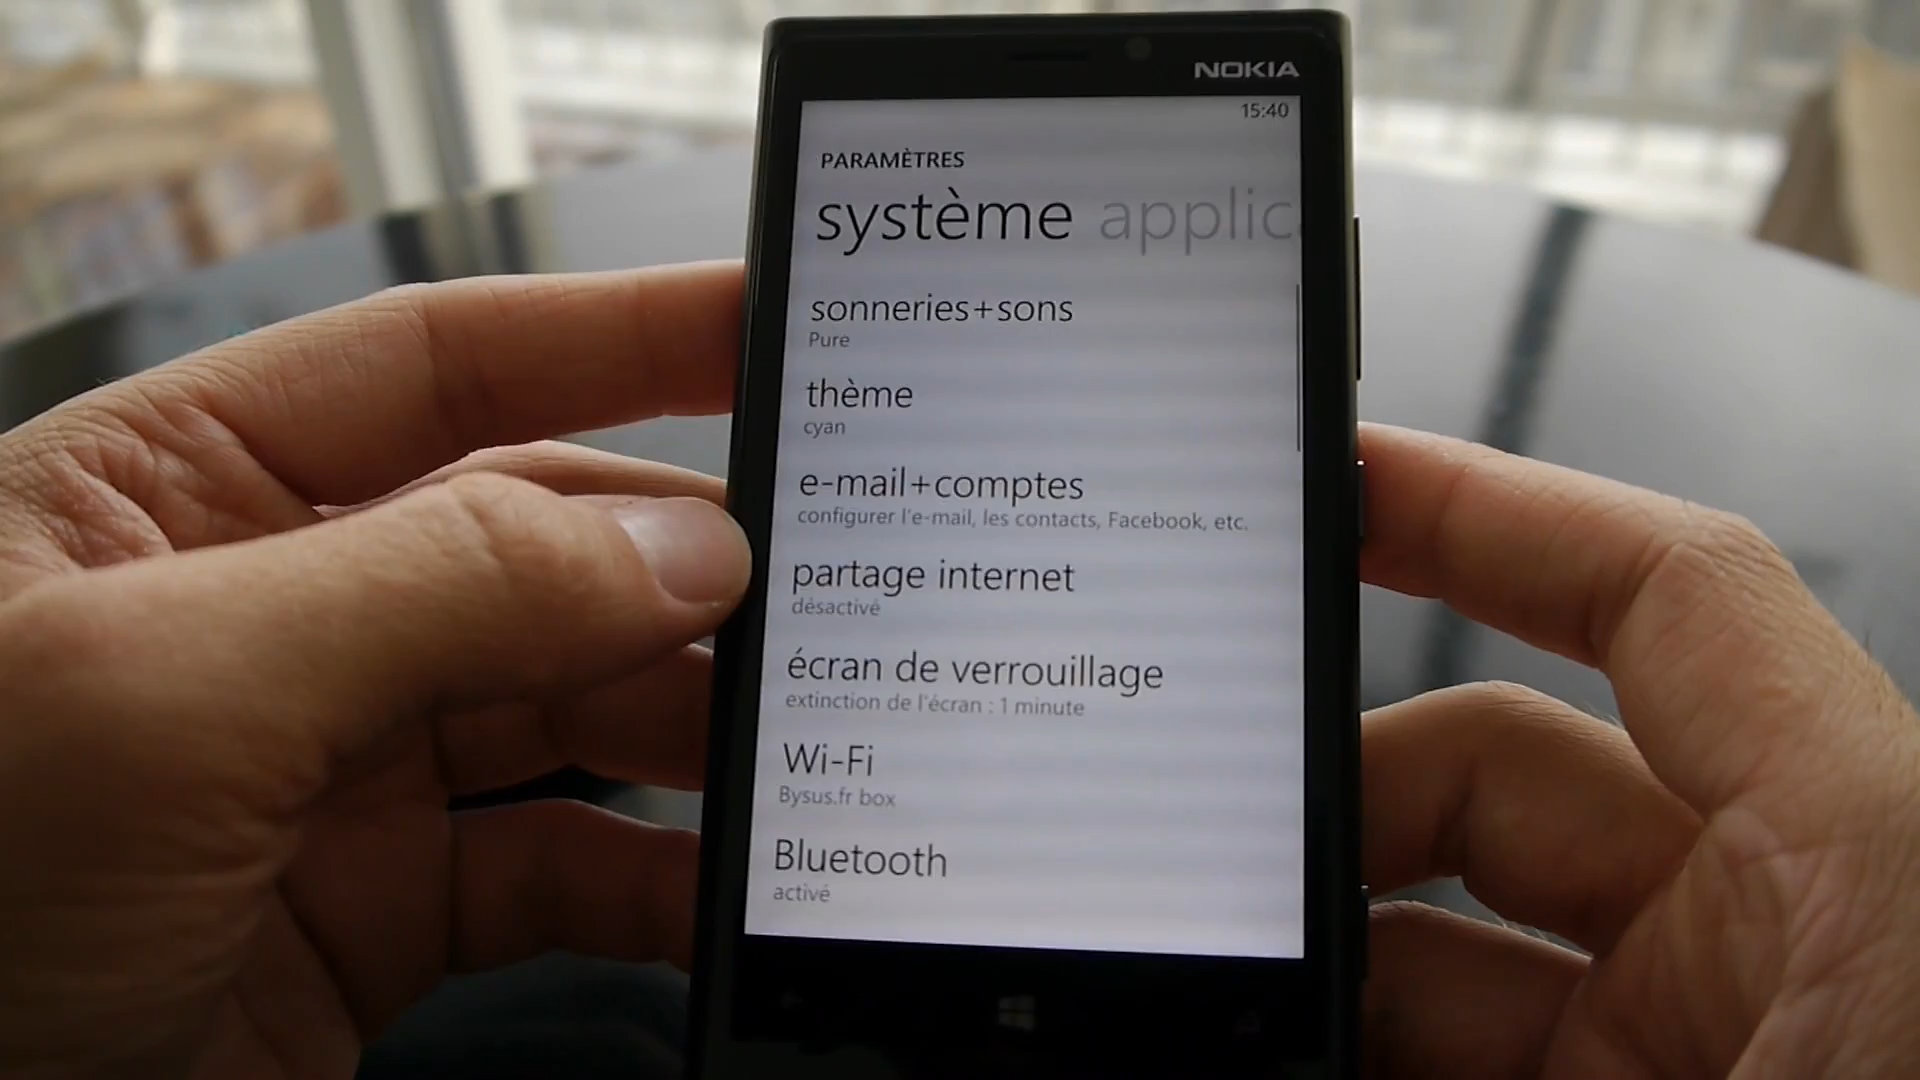 NOKIA
15:40
PARAMÈTRES
système applic
sonneries+sons
Pure
thème
cyan
e-mail+comptes
configurer l'e-mail, les contacts, Facebook, etc.
partage internet
désactivé
écran de verrouillage
extinction de l'écran : 1 minute
Wi-Fi
Bysus.fr box
Bluetooth
activé